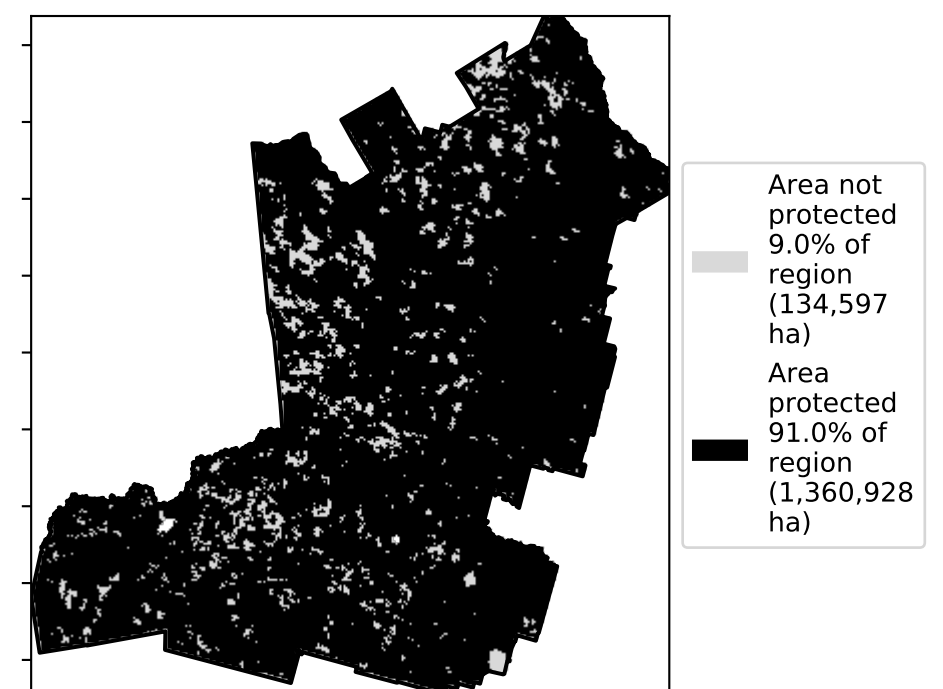 Area not
protected
9.0% of
region
(134,597
ha)
Area
protected
91.0% of
region
(1,360,928
ha)